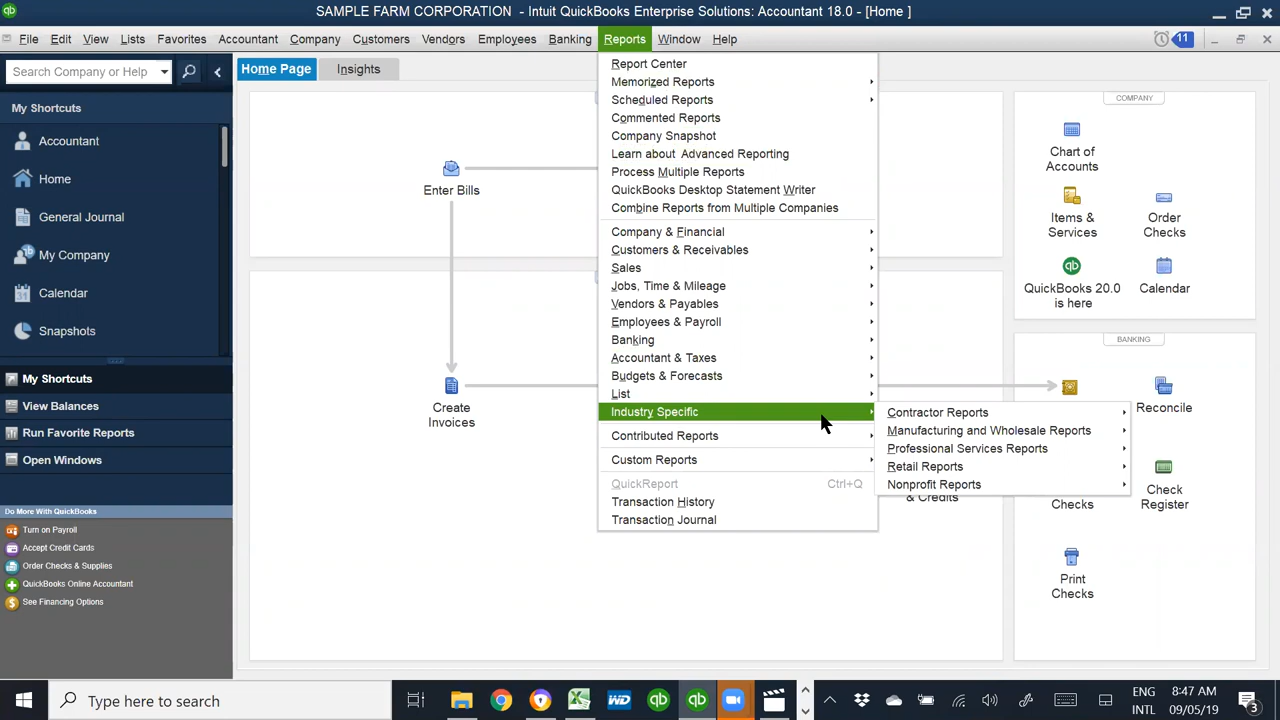 SAMPLE FARM CORPORATION - Intuit QuickBooks Enterprise Solutions: Accountant 18.0 - [Home ]
File Edit View Lists Favorites Accountant Company Customers Vendors Employees Banking Reports Window Help 11
Search Company or Help
My Shortcuts
Accountant
Home
General Journal
My Company
Calendar
31
Snapshots
My Shortcuts
View Balances
Run Favorite Reports
Open Windows
Do More With QuickBooks
Turn on Payroll
Accept Credit Cards
Order Checks & Supplies
QuickBooks Online Accountant
See Financing Options
Home Page Insights
Enter Bills
Create
Invoices
Report Center
Memorized Reports
Scheduled Reports
Commented Reports
Company Snapshot
Learn about Advanced Reporting
Process Multiple Reports
QuickBooks Desktop Statement Writer
Combine Reports from Multiple Companies
Company & Financial
Customers & Receivables
Sales
Jobs, Time & Mileage
Vendors & Payables
Employees & Payroll
Banking
Accountant & Taxes
Budgets & Forecasts
List
Industry Specific
Contributed Reports
Custom Reports
QuickReport Ctrl+Q
Transaction History
Transaction Journal
Contractor Reports
Manufacturing and Wholesale Reports
Professional Services Reports
Retail Reports
Nonprofit Reports
& Credits
COMPANY
Chart of
Accounts
Items &
Services
Order
Checks
qb
QuickBooks 20.0
is here
Calendar
BANKING
Reconcile
Checks
Check
Register
Print
Checks
Type here to search
WD
qb
qb
ENG
INTL
8:47 AM
09/05/19
3